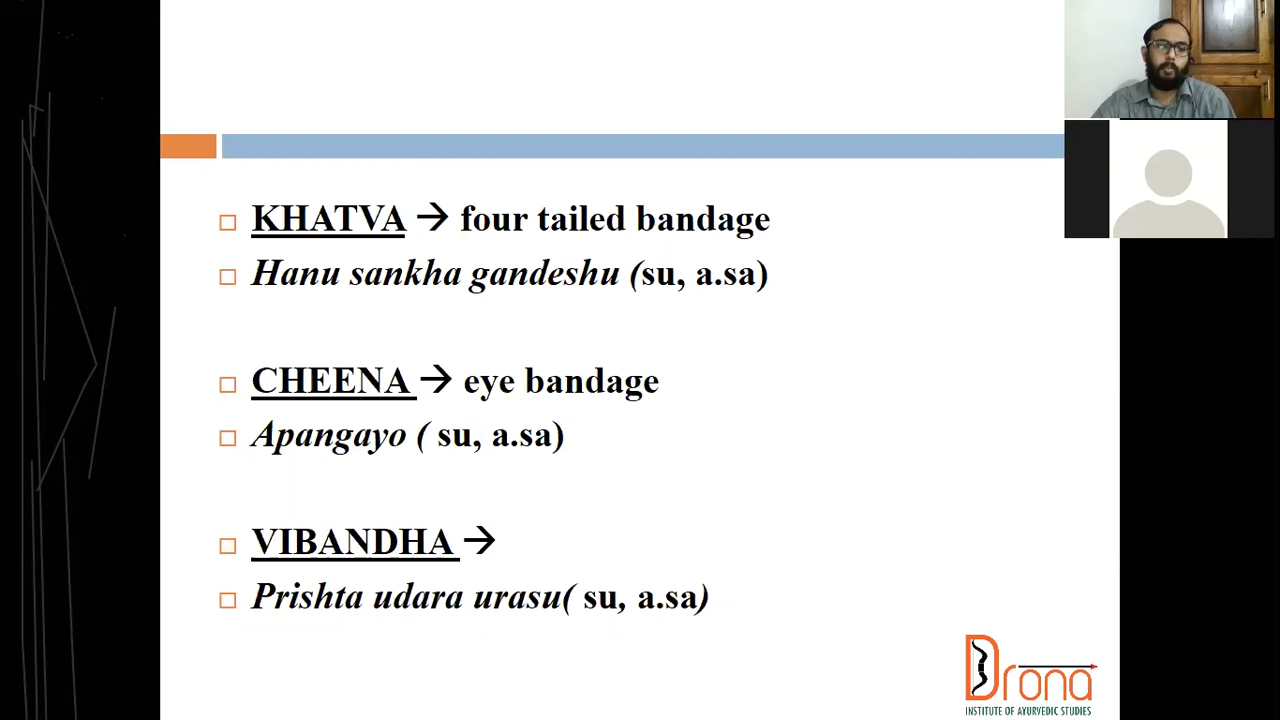 KHATVA → four tailed bandage
Hanu sankha gandeshu (su, a.sa)
CHEENA → eye bandage
Apangayo ( su, a.sa)
VIBANDHA →
Prishta udara urasu( su, a.sa)
Drona
INSTITUTE OF AYURVEDIC STUDIES